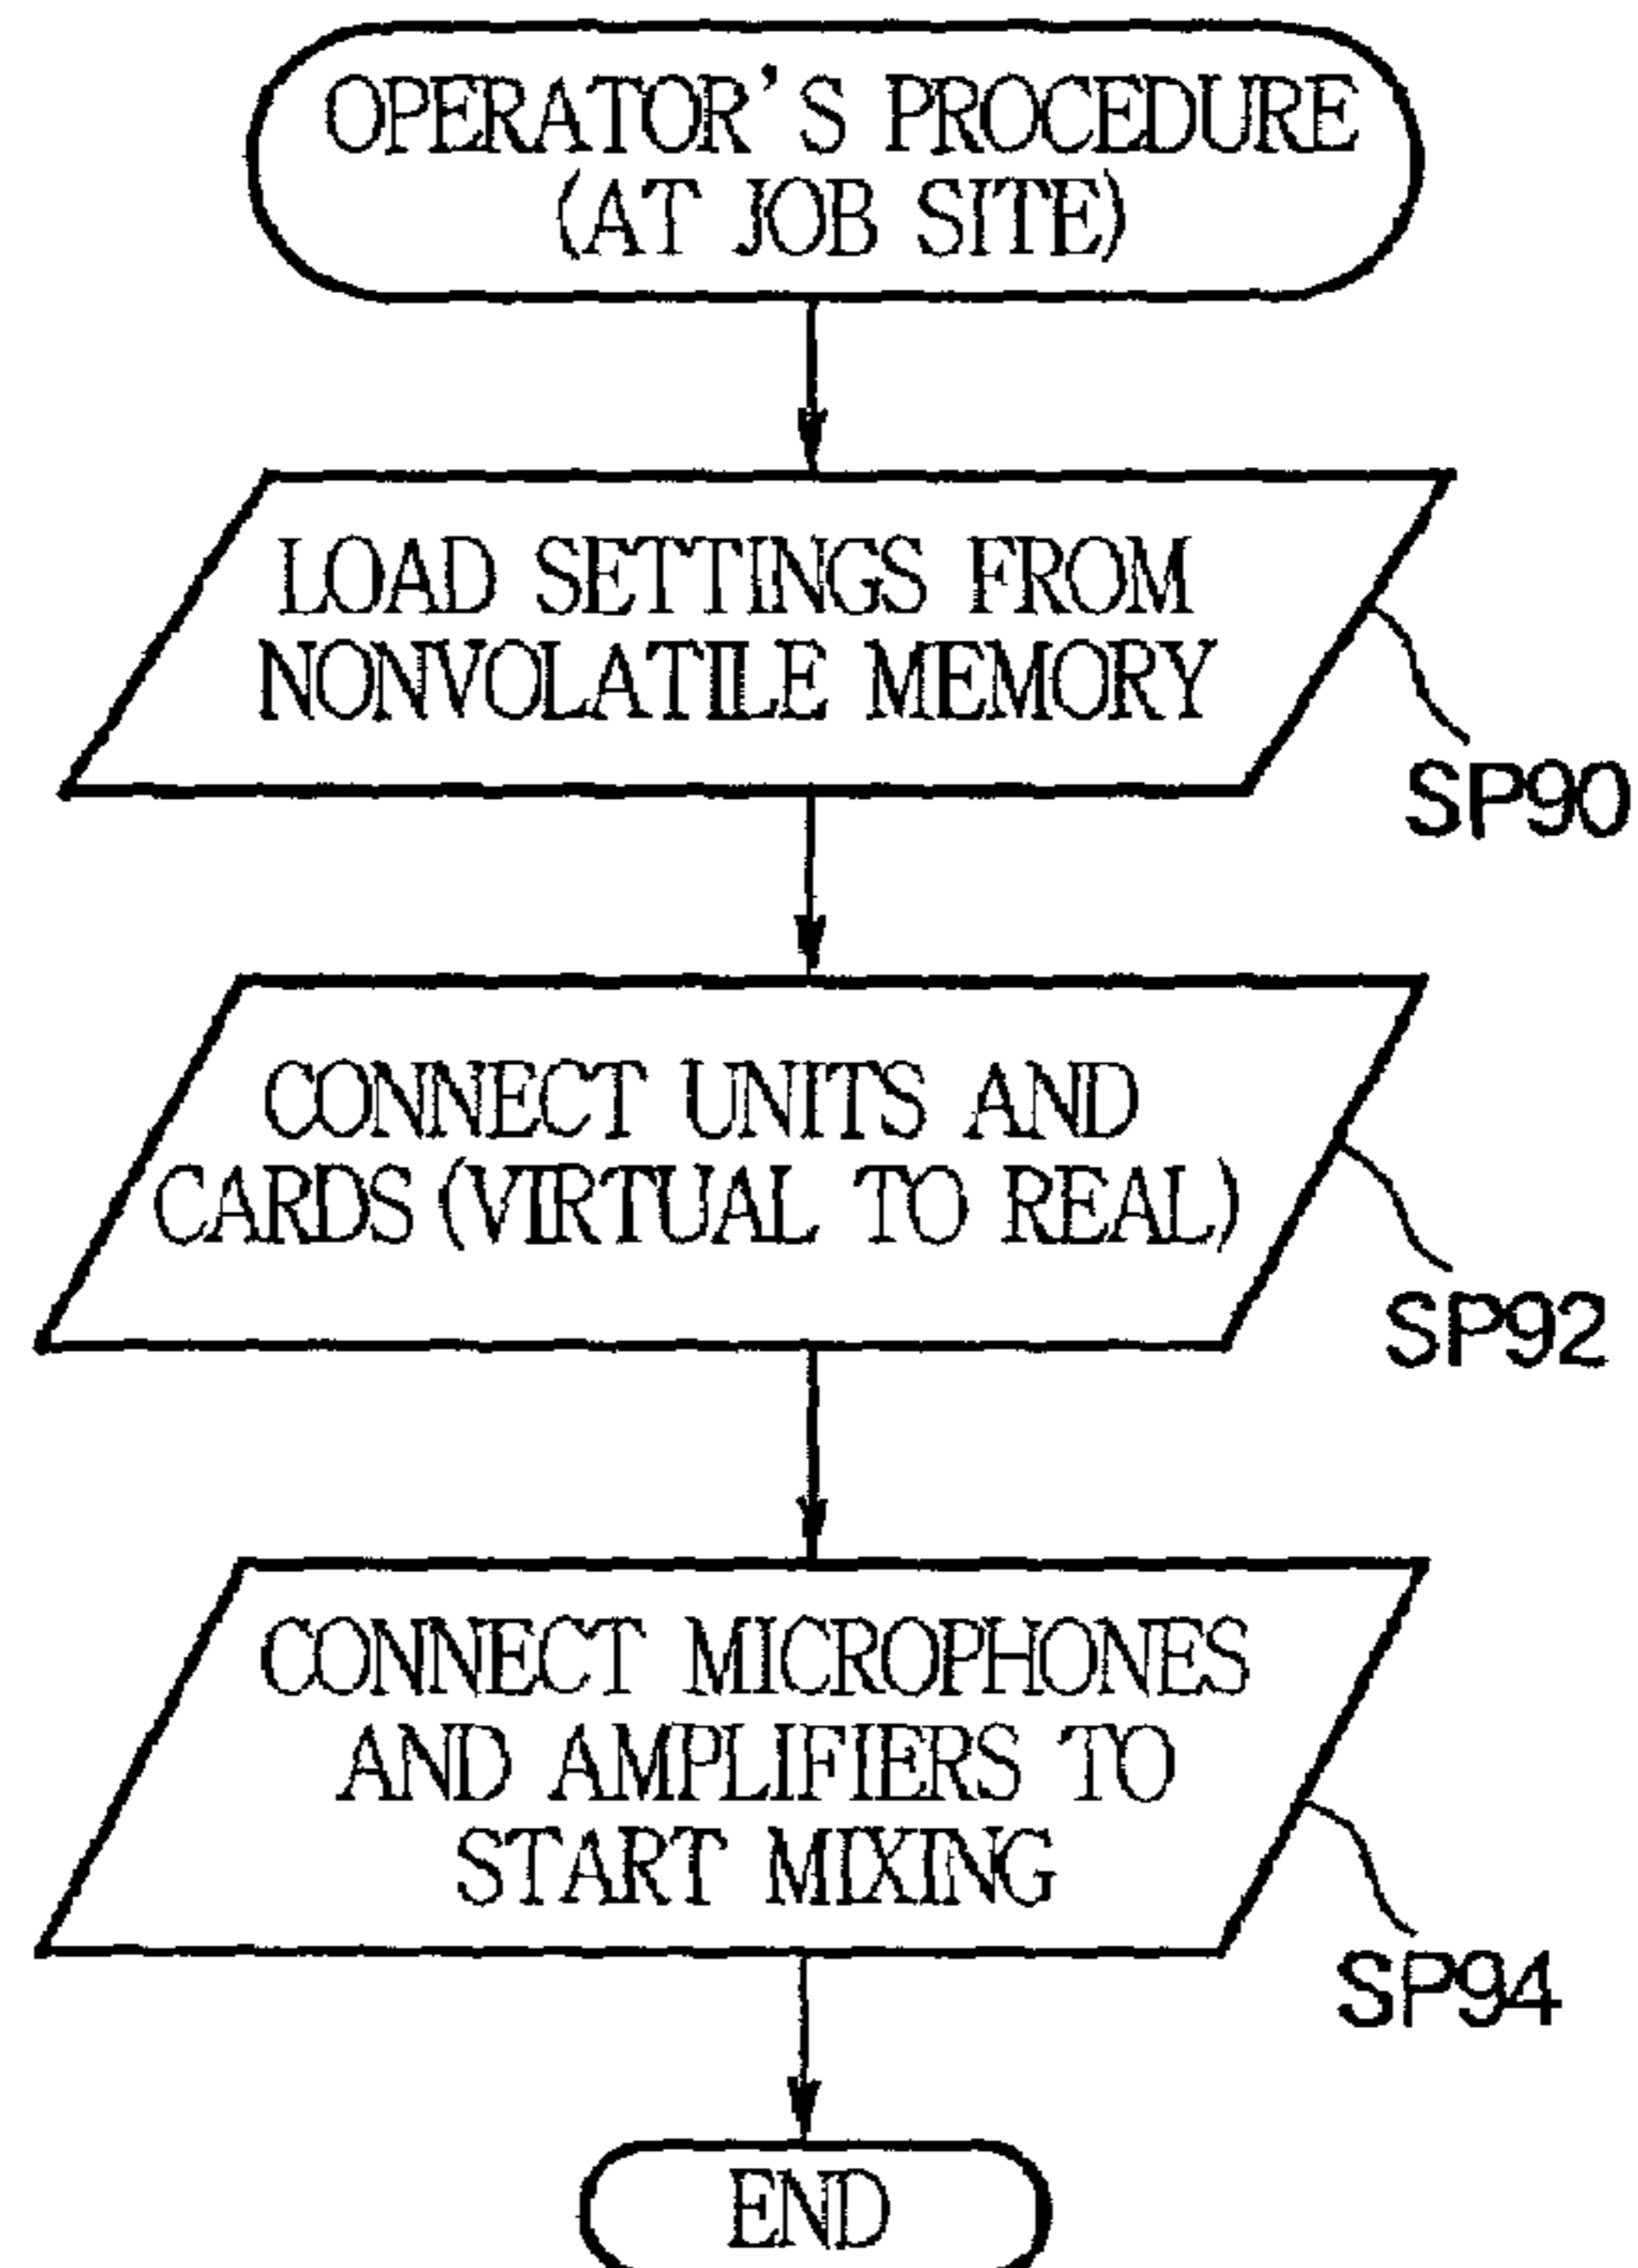 OPERATOR'S PROCEDURE
(AT JOB SITE)
LOAD SETTINGS FROM
NONVOLATILE MEMORY
SP90
CONNECT UNITS AND
CARDS (VIRTUAL TO REAL)
SP92
CONNECT MICROPHONES
AND AMPLIFIERS TO
START MIXING
SP94
END